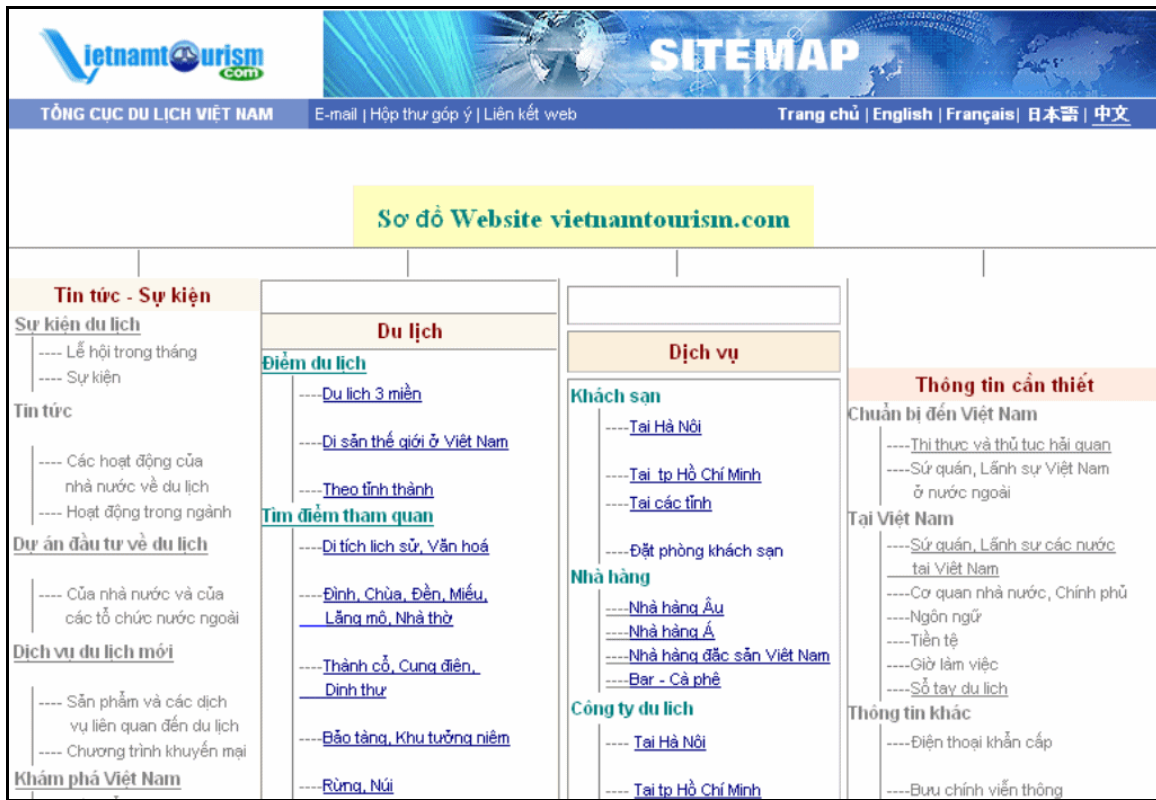 Vietnamtourism
com
SITEMAP
TỔNG CỤC DU LỊCH VIỆT NAM
E-mail | Hộp thư góp ý | Liên kết web
Trang chủ | English | Français | 日本語 | 中文
Sơ đồ Website vietnamtourism.com
Tin tức - Sự kiện
Sự kiện du lịch
---- Lễ hội trong tháng
---- Sự kiện
Tin tức
---- Các hoạt động của
nhà nước về du lịch
---- Hoạt động trong ngành
Dự án đầu tư về du lịch
---- Của nhà nước và của
các tổ chức nước ngoài
Dịch vụ du lịch mới
---- Sản phẩm và các dịch
vụ liên quan đến du lịch
---- Chương trình khuyến mại
Khám phá Việt Nam
Du lịch
Điểm du lịch
----Du lịch 3 miền
----Di sản thế giới ở Việt Nam
----Theo tỉnh thành
Tìm điểm tham quan
----Di tích lịch sử, Văn hoá
----Đình, Chùa, Đền, Miếu,
Lăng mộ, Nhà thờ
----Thành cổ, Cung điện,
Dinh thự
----Bảo tàng, Khu tưởng niệm
----Rừng, Núi
Dịch vụ
Khách sạn
----Tại Hà Nội
----Tại tp Hồ Chí Minh
----Tại các tỉnh
----Đặt phòng khách sạn
Nhà hàng
----Nhà hàng Âu
----Nhà hàng Á
----Nhà hàng đặc sản Việt Nam
----Bar - Cà phê
Công ty du lịch
---- Tại Hà Nội
---- Tại tp Hồ Chí Minh
Thông tin cần thiết
Chuẩn bị đến Việt Nam
----Thị thực và thủ tục hải quan
----Sứ quán, Lãnh sự Việt Nam
ở nước ngoài
Tại Việt Nam
----Sứ quán, Lãnh sự các nước
tại Việt Nam
----Cơ quan nhà nước, Chính phủ
----Ngôn ngữ
----Tiền tệ
----Giờ làm việc
----Sổ tay du lịch
Thông tin khác
----Điện thoại khẩn cấp
----Bưu chính viễn thông